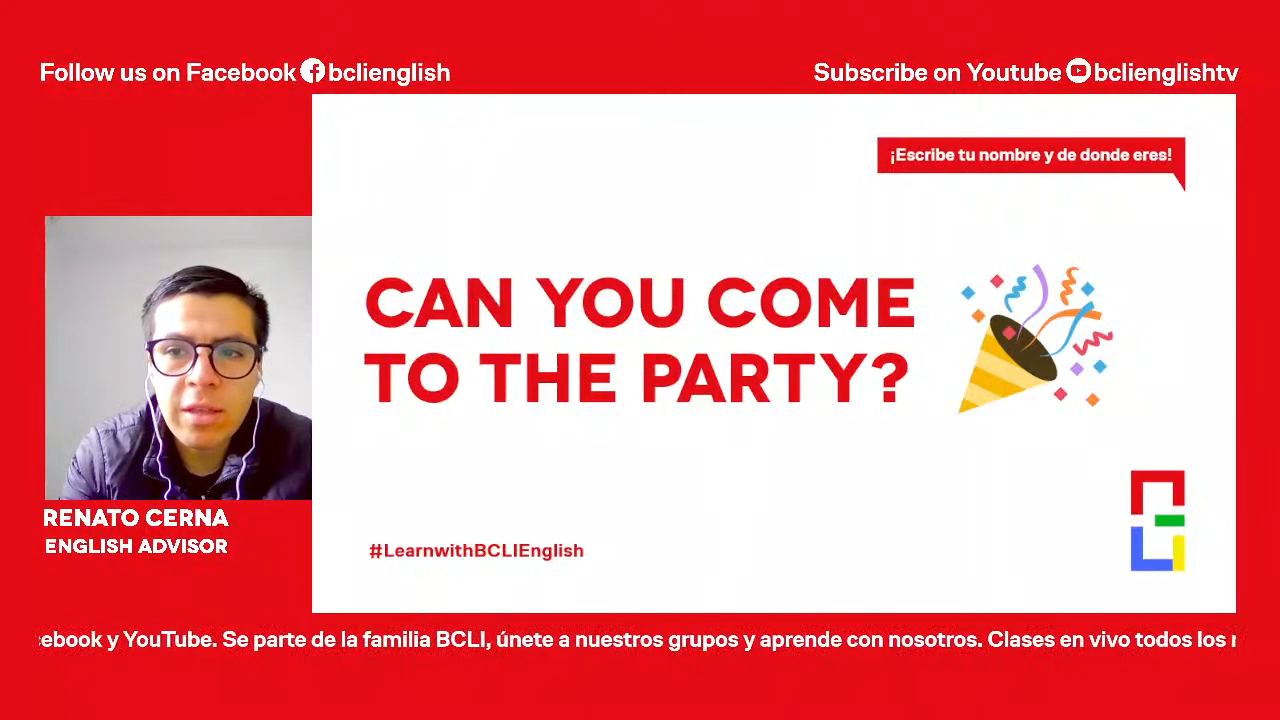 Follow us on Facebook bclienglish
Subscribe on Youtube bclienglishtv
¡Escribe tu nombre y de donde eres!
CAN YOU COME
TO THE PARTY?
RENATO CERNA
ENGLISH ADVISOR
#LearnwithBCLIEnglish
ebook y YouTube. Se parte de la familia BCLI, únete a nuestros grupos y aprende con nosotros. Clases en vivo todos los